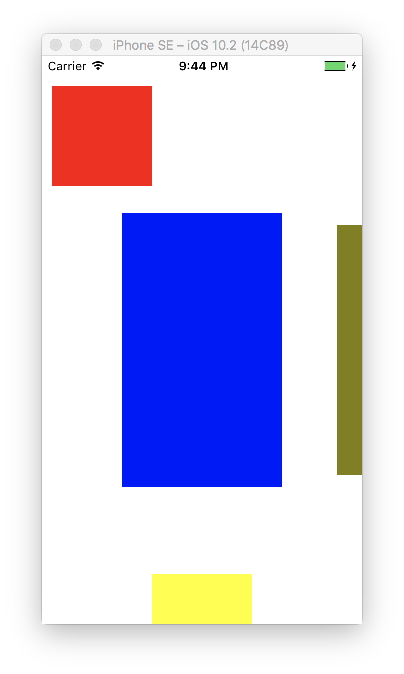 iPhone SE – iOS 10.2 (14C89)
Carrier 9:44 PM